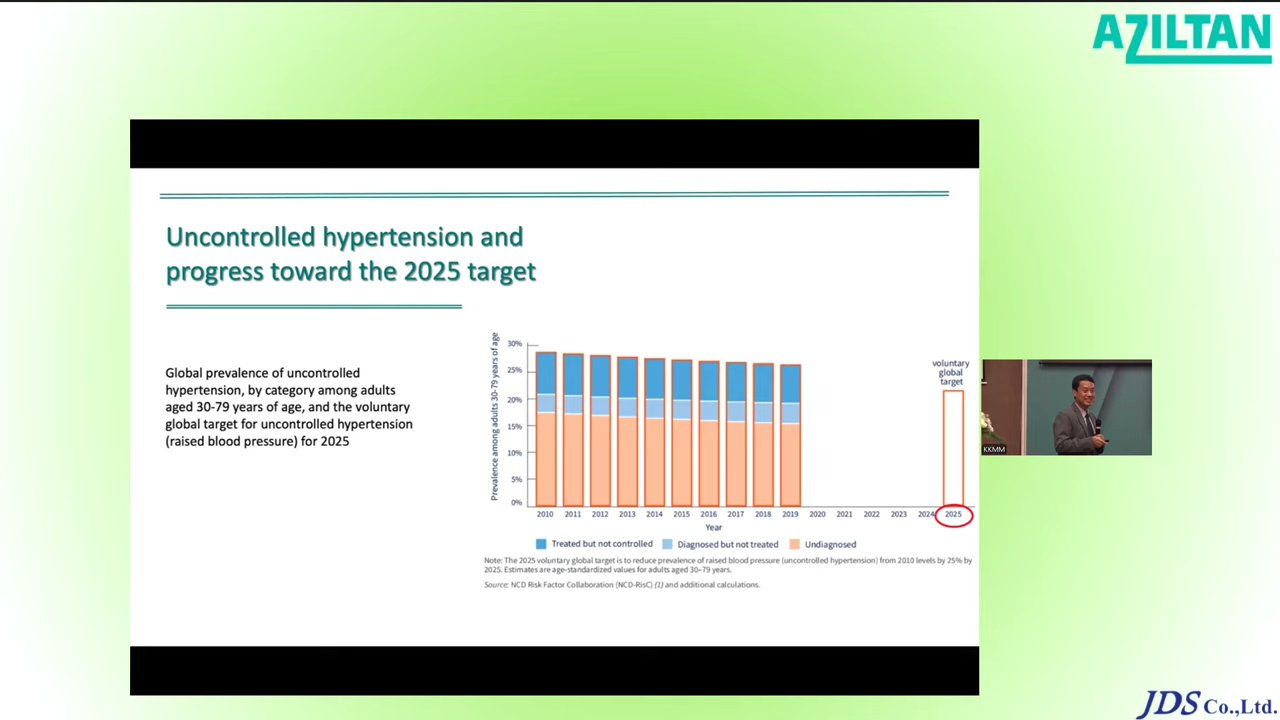 AZILTAN
Uncontrolled hypertension and
progress toward the 2025 target
Global prevalence of uncontrolled
hypertension, by category among adults
aged 30-79 years of age, and the voluntary
global target for uncontrolled hypertension
(raised blood pressure) for 2025
Prevalence among adults 30-79 years of age
30%
25%
20%
15%
10%
5%
0%
voluntary
global
target
2010 2011 2012 2013 2014 2015 2016 2017 2018 2019 2020 2021 2022 2023 2024 2025
Year
Treated but not controlled Diagnosed but not treated Undiagnosed
Note: The 2025 voluntary global target is to reduce prevalence of raised blood pressure (uncontrolled hypertension) from 2010 levels by 25% by
2025. Estimates are age-standardized values for adults aged 30–79 years.
Source: NCD Risk Factor Collaboration (NCD-RisC) (1) and additional calculations.
KKMM
JDS Co.,Ltd.